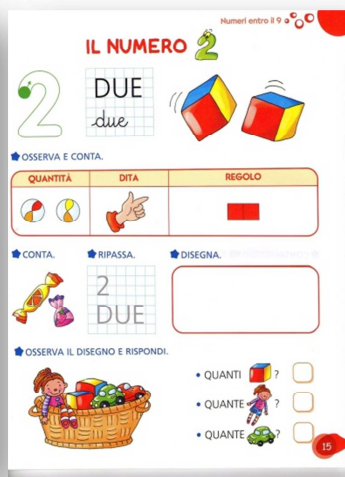 Numeri entro il 9
IL NUMERO 2
2
DUE
due
OSSERVA E CONTA.
QUANTITÀ DITA REGOLO
CONTA. RIPASSA. DISEGNA.
2
DUE
OSSERVA IL DISEGNO E RISPONDI.
• QUANTI ?
• QUANTE ?
• QUANTE ?
15